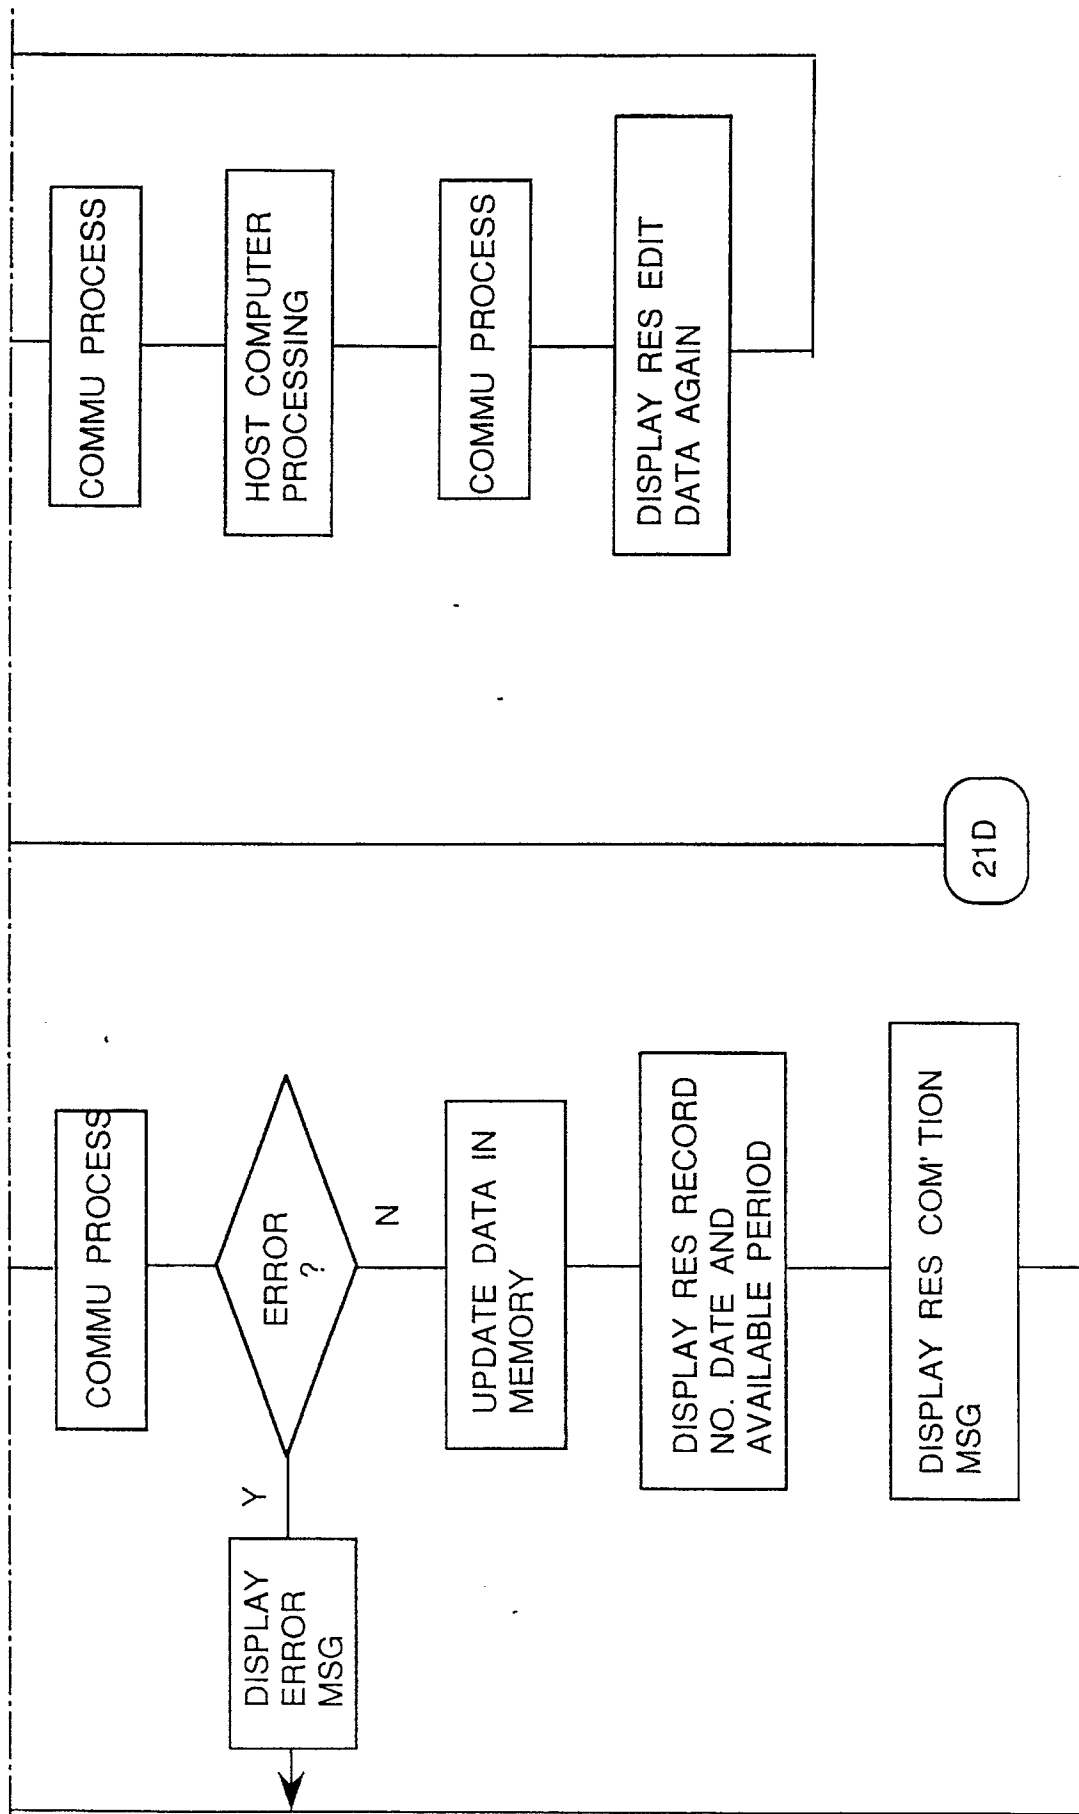 COMMU PROCESS
ERROR
?
Y
N
DISPLAY
ERROR
MSG
UPDATE DATA IN
MEMORY
DISPLAY RES RECORD
NO. DATE AND
AVAILABLE PERIOD
DISPLAY RES COM'TION
MSG
21D
COMMU PROCESS
HOST COMPUTER
PROCESSING
COMMU PROCESS
DISPLAY RES EDIT
DATA AGAIN